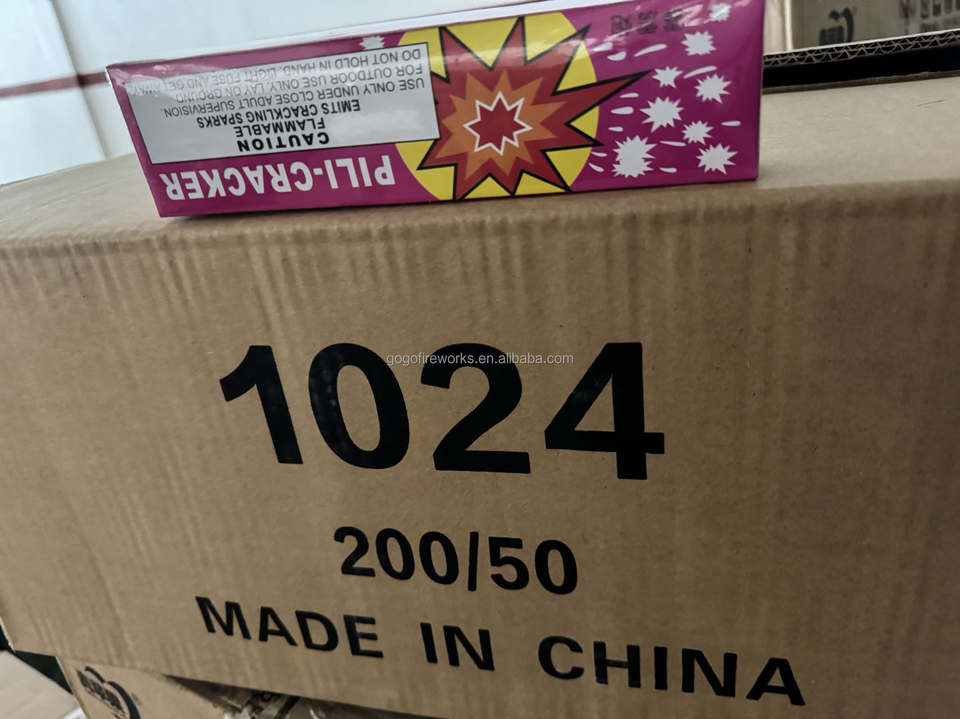 PILI-CRACKER
CAUTION
FLAMMABLE
EMITS CRACKLING SPARKS
USE ONLY UNDER CLOSE ADULT SUPERVISION
FOR OUTDOOR USE ONLY LAY ON GROUND
DO NOT HOLD IN HAND, LIGHT FUSE AND GET
gogofireworks.en.alibaba.com
1024
200/50
MADE IN CHINA